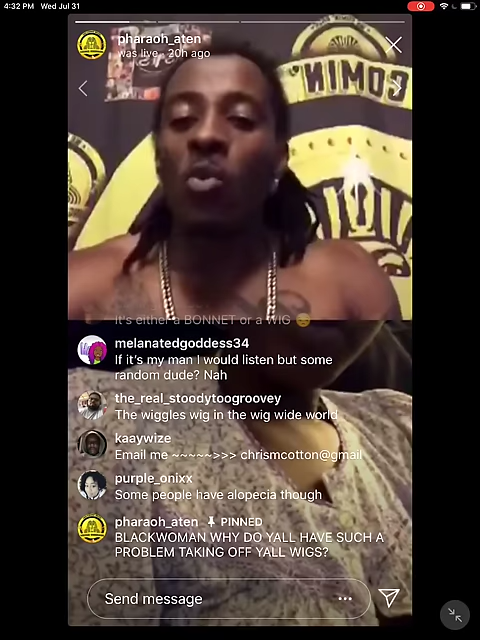 4:32 PM Wed Jul 31
pharaoh_aten
was live · 20h ago
It's either a BONNET or a WIG 😔
melanatedgoddess34
If it's my man I would listen but some
random dude? Nah
the_real_stoodytoogroovey
The wiggles wig in the wig wide world
kaaywize
Email me ~~~~~>>> chrismcotton@gmail
purple_onixx
Some people have alopecia though
pharaoh_aten PINNED
BLACKWOMAN WHY DO YALL HAVE SUCH A
PROBLEM TAKING OFF YALL WIGS?
Send message